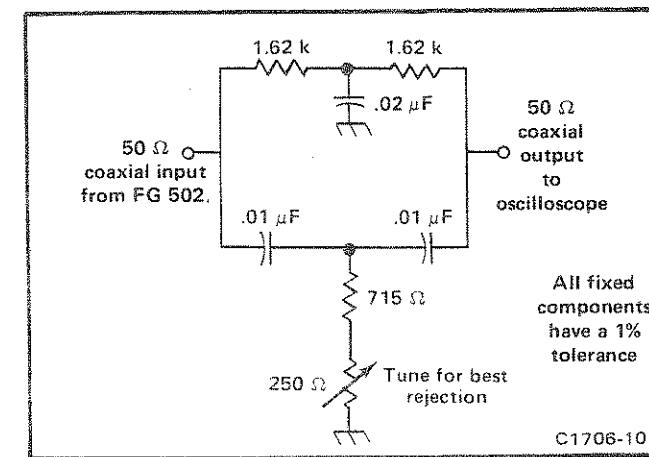 1.62 k
1.62 k
.02 µF
50 Ω
coaxial input
from FG 502.
50 Ω
coaxial
output
to
oscilloscope
.01 µF
.01 µF
715 Ω
250 Ω
Tune for best
rejection
All fixed
components
have a 1%
tolerance
C1706-10